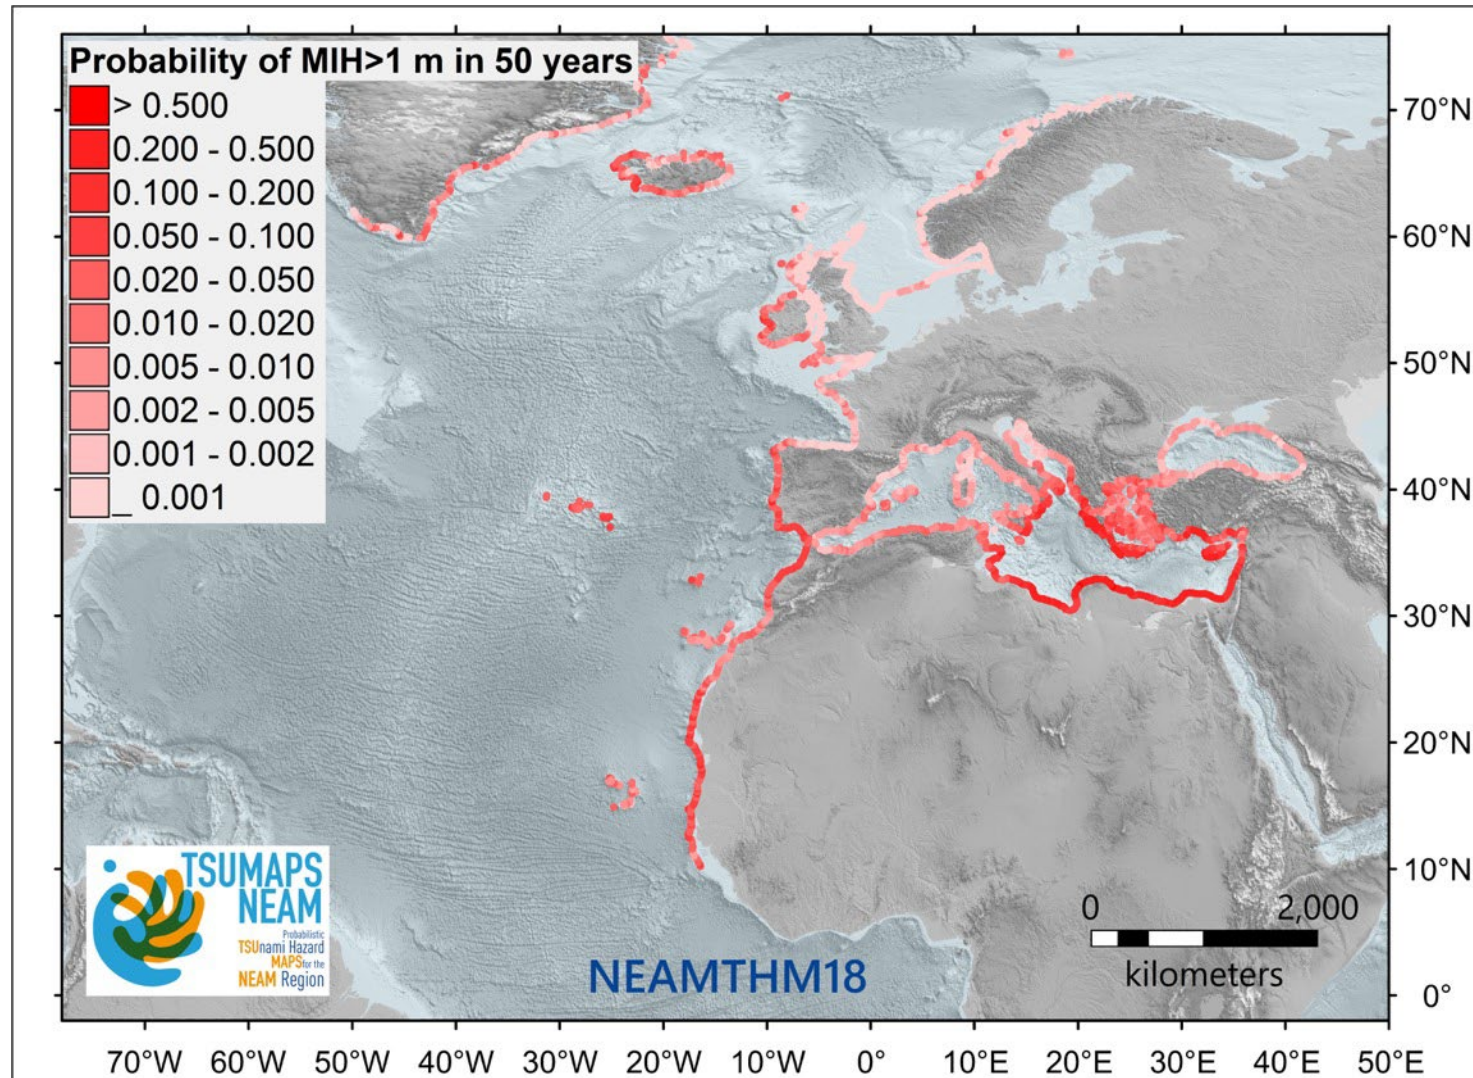 Probability of MIH>1 m in 50 years
> 0.500
0.200 - 0.500
0.100 - 0.200
0.050 - 0.100
0.020 - 0.050
0.010 - 0.020
0.005 - 0.010
0.002 - 0.005
0.001 - 0.002
_ 0.001
70°N
60°N
50°N
40°N
30°N
20°N
10°N
0°
TSUMAPS
NEAM
Probabilistic
TSUnami Hazard
MAPS for the
NEAM Region
NEAMTHM18
0 2,000
kilometers
70°W 60°W 50°W 40°W 30°W 20°W 10°W 0° 10°E 20°E 30°E 40°E 50°E